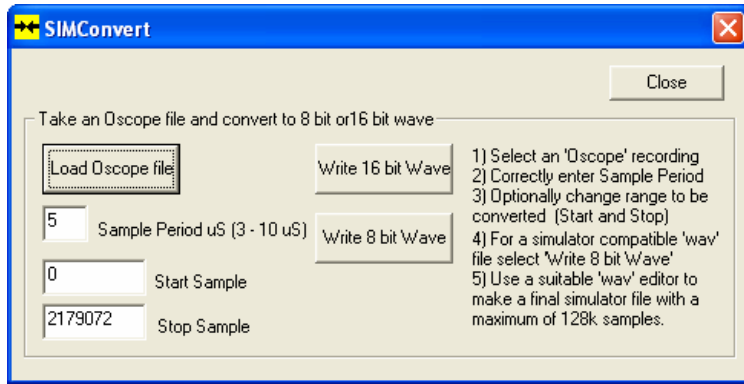 SIMConvert
Close
Take an Oscope file and convert to 8 bit or16 bit wave
Load Oscope file
Write 16 bit Wave
5
Sample Period uS (3 - 10 uS)
Write 8 bit Wave
0
Start Sample
2179072
Stop Sample
1) Select an 'Oscope' recording
2) Correctly enter Sample Period
3) Optionally change range to be
converted (Start and Stop)
4) For a simulator compatible 'wav'
file select 'Write 8 bit Wave'
5) Use a suitable 'wav' editor to
make a final simulator file with a
maximum of 128k samples.